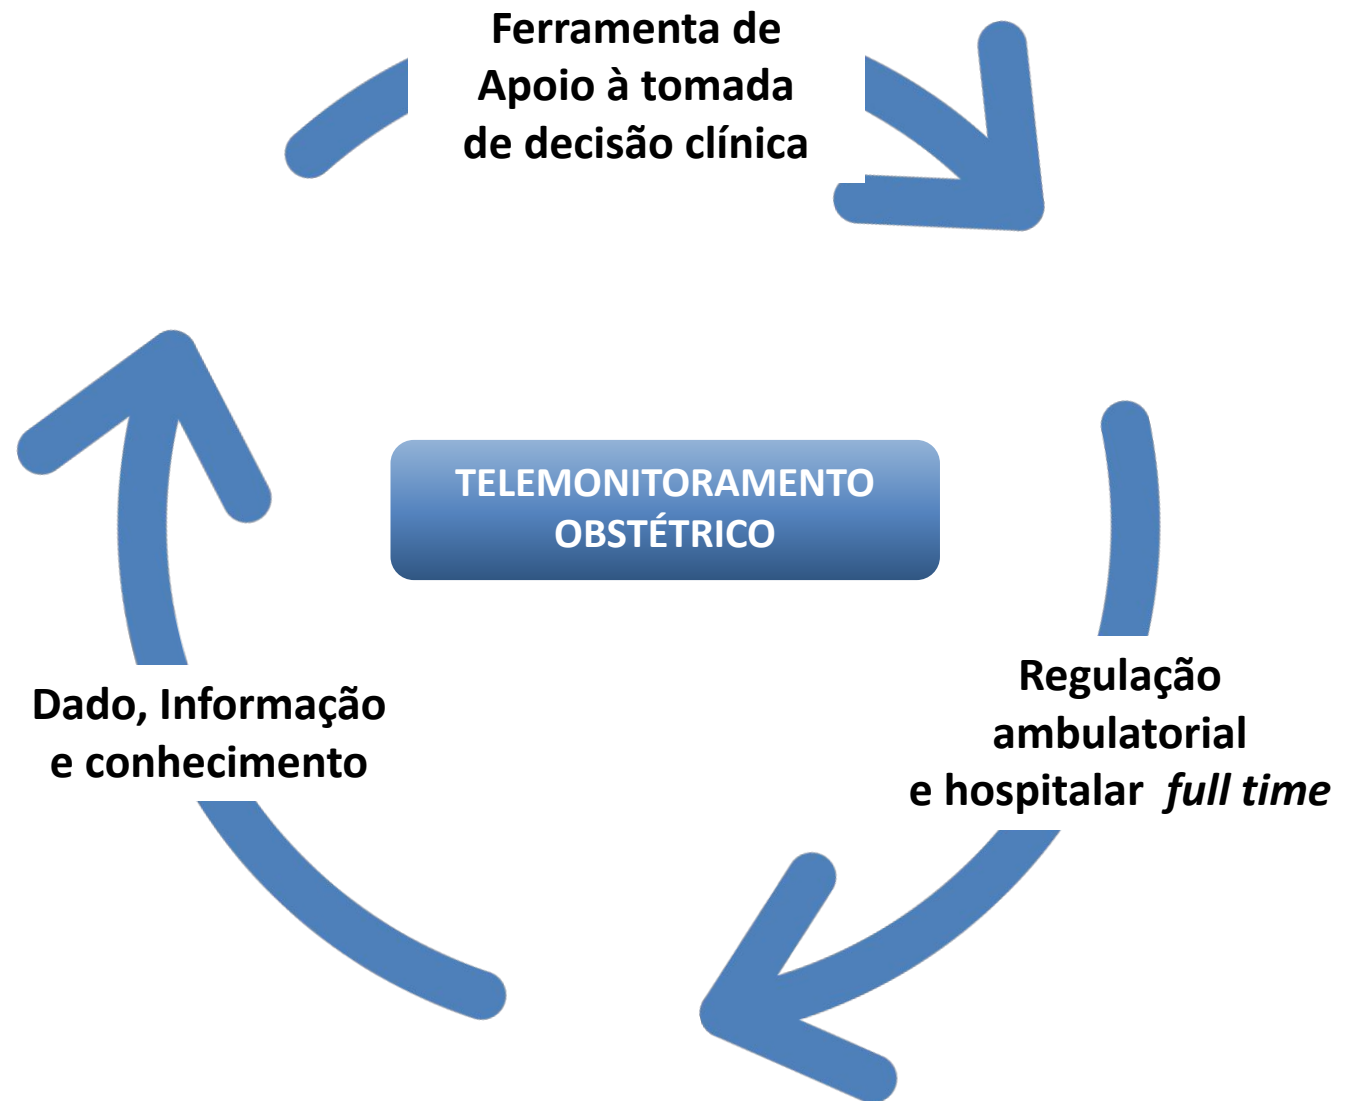 Ferramenta de
Apoio à tomada
de decisão clínica
TELEMONITORAMENTO
OBSTÉTRICO
Regulação
ambulatorial
e hospitalar full time
Dado, Informação
e conhecimento